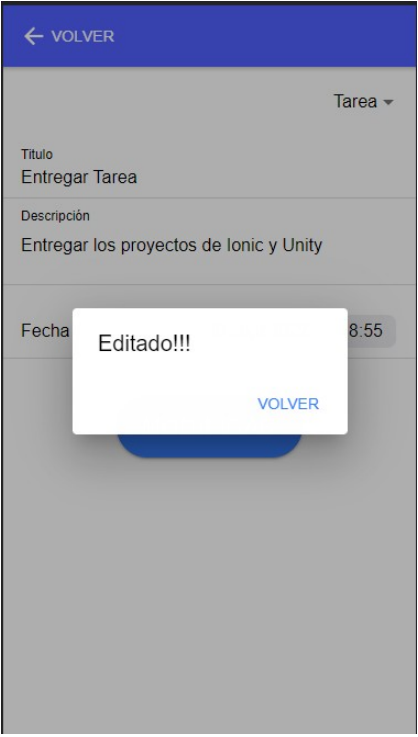 ← VOLVER
Tarea
Titulo
Entregar Tarea
Descripción
Entregar los proyectos de Ionic y Unity
Fecha 8:55
Editado!!!
VOLVER